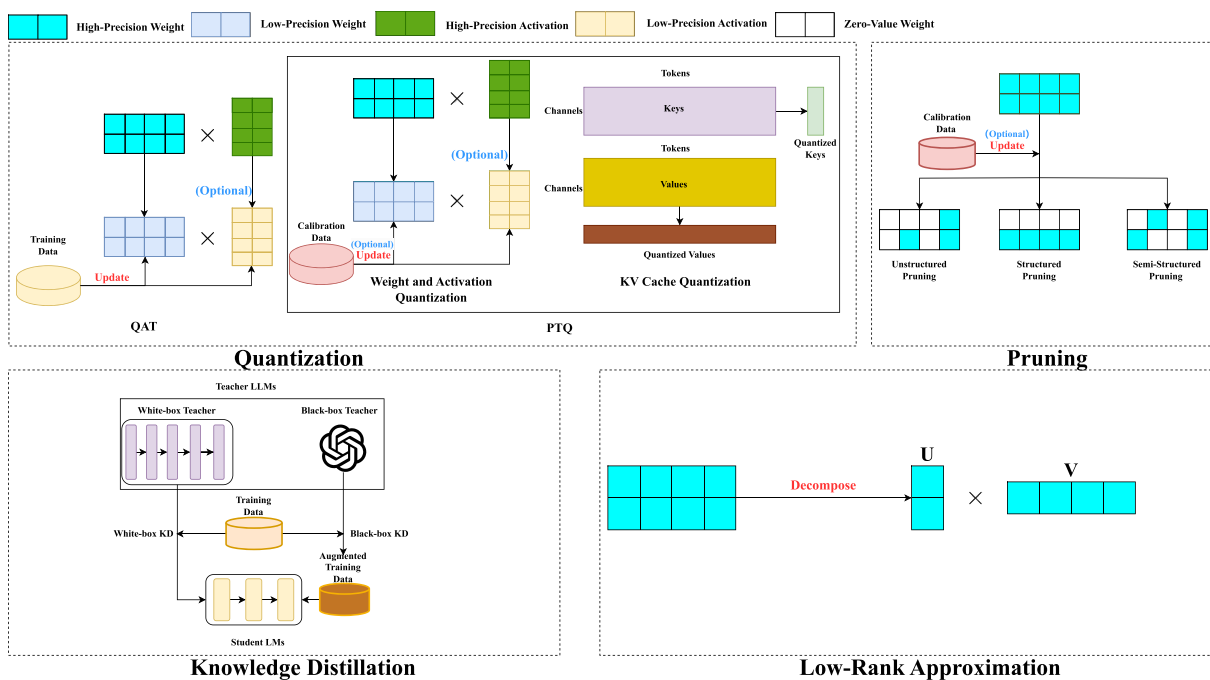 High-Precision Weight
Low-Precision Weight
High-Precision Activation
Low-Precision Activation
Zero-Value Weight
(Optional)
Training
Data
Update
QAT
(Optional)
Calibration
Data
(Optional)
Update
Weight and Activation
Quantization
Tokens
Channels
Keys
Quantized
Keys
Tokens
Channels
Values
Quantized Values
KV Cache Quantization
PTQ
Quantization
Calibration
Data
(Optional)
Update
Unstructured
Pruning
Structured
Pruning
Semi-Structured
Pruning
Pruning
Teacher LLMs
White-box Teacher
Black-box Teacher
Training
Data
White-box KD
Black-box KD
Augmented
Training
Data
Student LMs
Knowledge Distillation
Decompose
U
V
Low-Rank Approximation